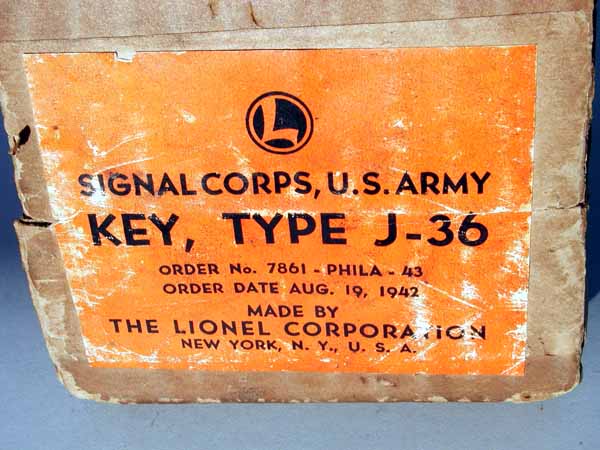 L
SIGNAL CORPS, U.S. ARMY
KEY, TYPE J-36
ORDER No. 7861 - PHILA - 43
ORDER DATE AUG. 19, 1942
MADE BY
THE LIONEL CORPORATION
NEW YORK, N. Y., U. S. A.